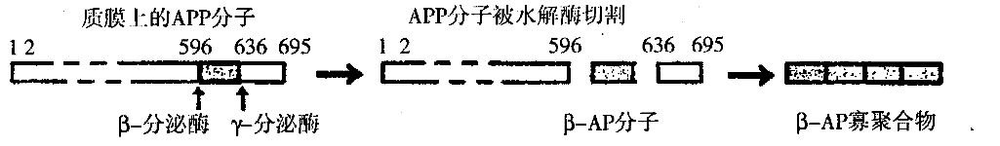 质膜上的APP分子 APP分子被水解酶切割
1 2 596 636 695 1 2 596 636 695
β-分泌酶 γ-分泌酶 β-AP分子 β-AP寡聚合物